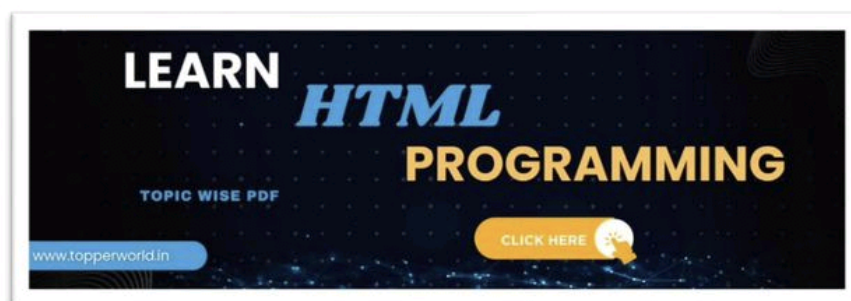 LEARN
HTML
PROGRAMMING
TOPIC WISE PDF
CLICK HERE
www.topperworld.in